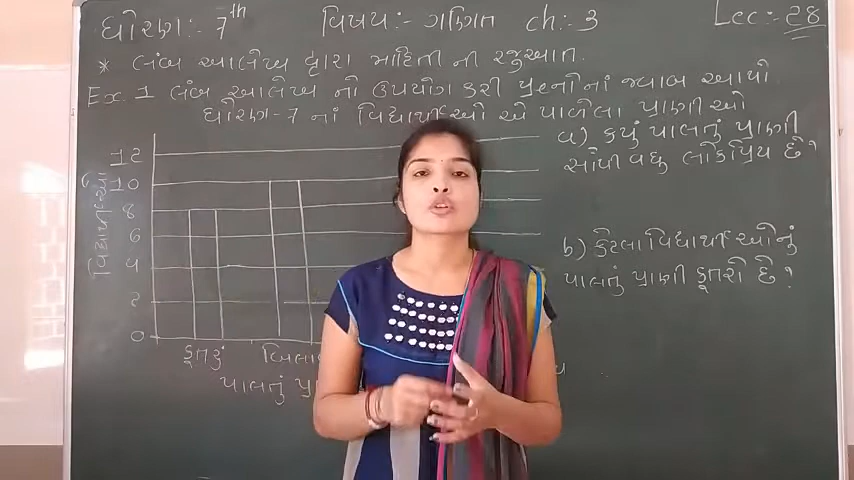 ધોરણ:- 7th વિષય:- ગણિત ch:- 3 Lec:- ૨૪
* લંબ આલેખ દ્વારા માહિતી ની રજુઆત.
Ex. 1 લંબ આલેખ નો ઉપયોગ કરી પ્રશ્નોનાં જવાબ આપો
ધોરણ-7 નાં વિદ્યાર્થીઓ એ પાળેલા પ્રાણીઓ
a) કયું પાલતું પ્રાણી
સૌથી વધુ લોકપ્રિય છે?
12
10
8
6
4
2
0
વિદ્યાર્થીઓ
b) કેટલા વિદ્યાર્થીઓનું
પાલતું પ્રાણી કૂતરો છે?
કૂતરું
પાલતું